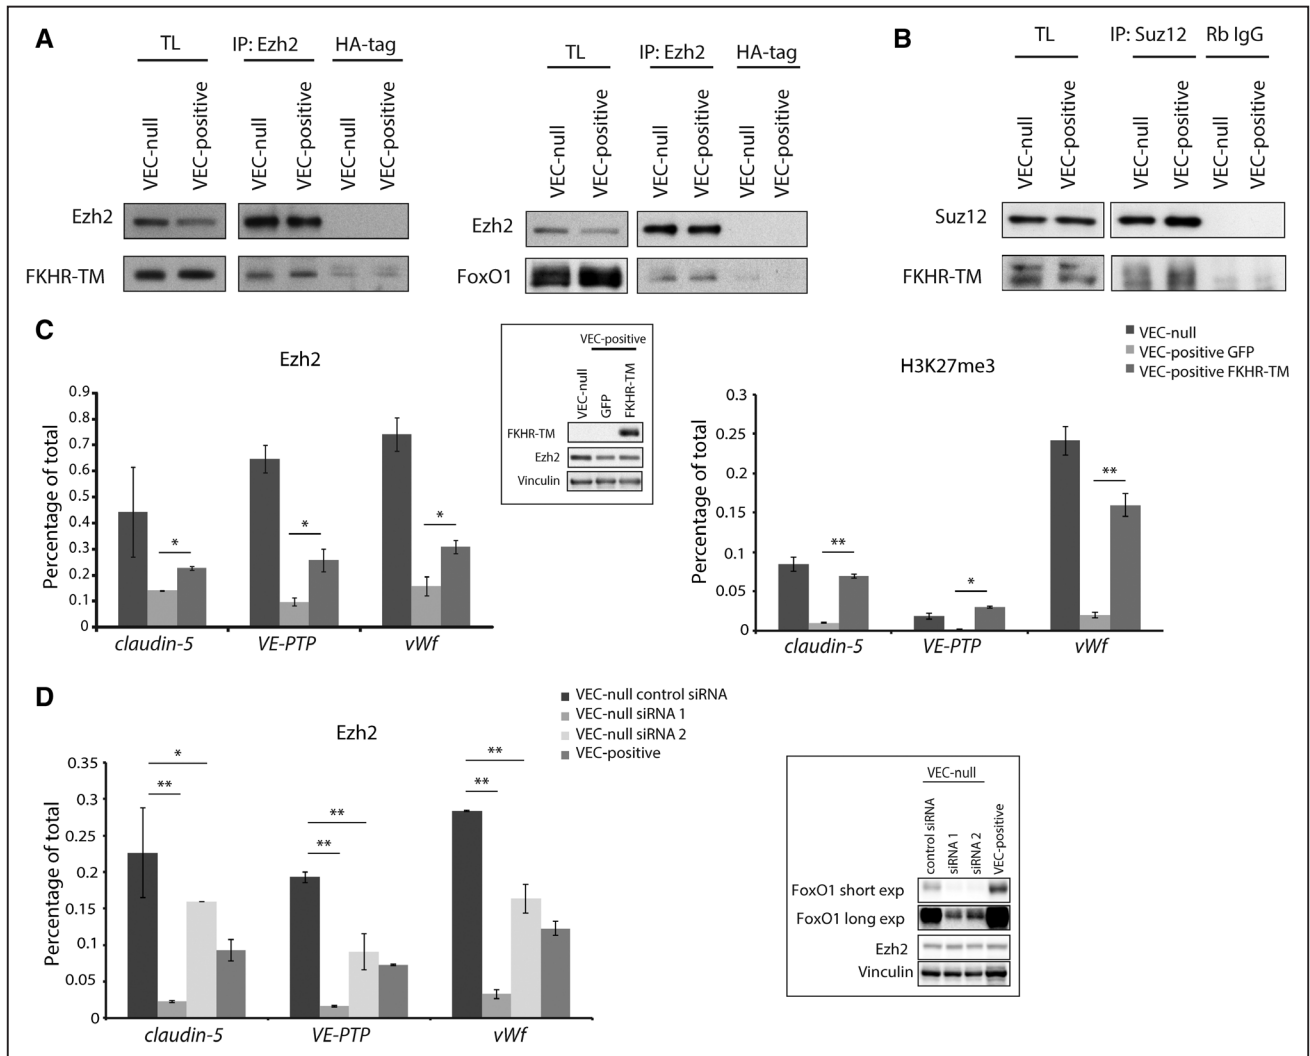 A
TL
IP: Ezh2
HA-tag
VEC-null
VEC-positive
VEC-null
VEC-positive
VEC-null
VEC-positive
Ezh2
FKHR-TM
TL
IP: Ezh2
HA-tag
VEC-null
VEC-positive
VEC-null
VEC-positive
VEC-null
VEC-positive
Ezh2
FoxO1
B
TL
IP: Suz12
Rb IgG
VEC-null
VEC-positive
VEC-null
VEC-positive
VEC-null
VEC-positive
Suz12
FKHR-TM
C
Ezh2
Percentage of total
0.9
0.8
0.7
0.6
0.5
0.4
0.3
0.2
0.1
0
*
*
*
claudin-5
VE-PTP
vWf
VEC-positive
VEC-null
GFP
FKHR-TM
FKHR-TM
Ezh2
Vinculin
H3K27me3
VEC-null
VEC-positive GFP
VEC-positive FKHR-TM
Percentage of total
0.3
0.25
0.2
0.15
0.1
0.05
0
**
*
**
claudin-5
VE-PTP
vWf
D
Ezh2
VEC-null control siRNA
VEC-null siRNA 1
VEC-null siRNA 2
VEC-positive
Percentage of total
0.35
0.3
0.25
0.2
0.15
0.1
0.05
0
*
**
**
**
**
**
claudin-5
VE-PTP
vWf
VEC-null
control siRNA
siRNA 1
siRNA 2
VEC-positive
FoxO1 short exp
FoxO1 long exp
Ezh2
Vinculin